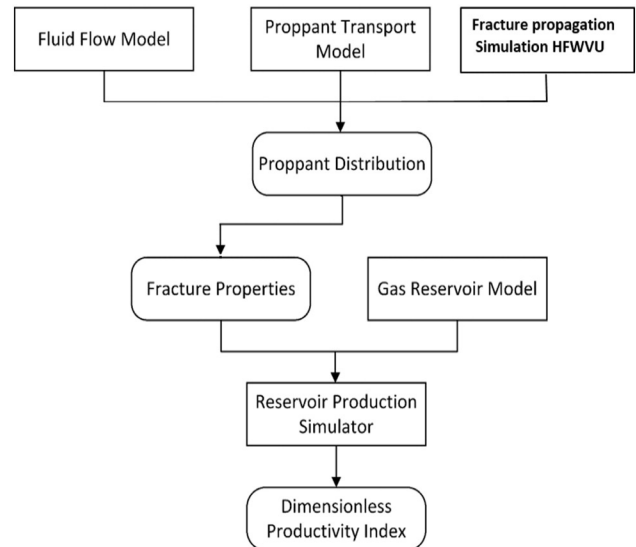 Fluid Flow Model
Proppant Transport
Model
Fracture propagation
Simulation HFWVU
Proppant Distribution
Fracture Properties
Gas Reservoir Model
Reservoir Production
Simulator
Dimensionless
Productivity Index